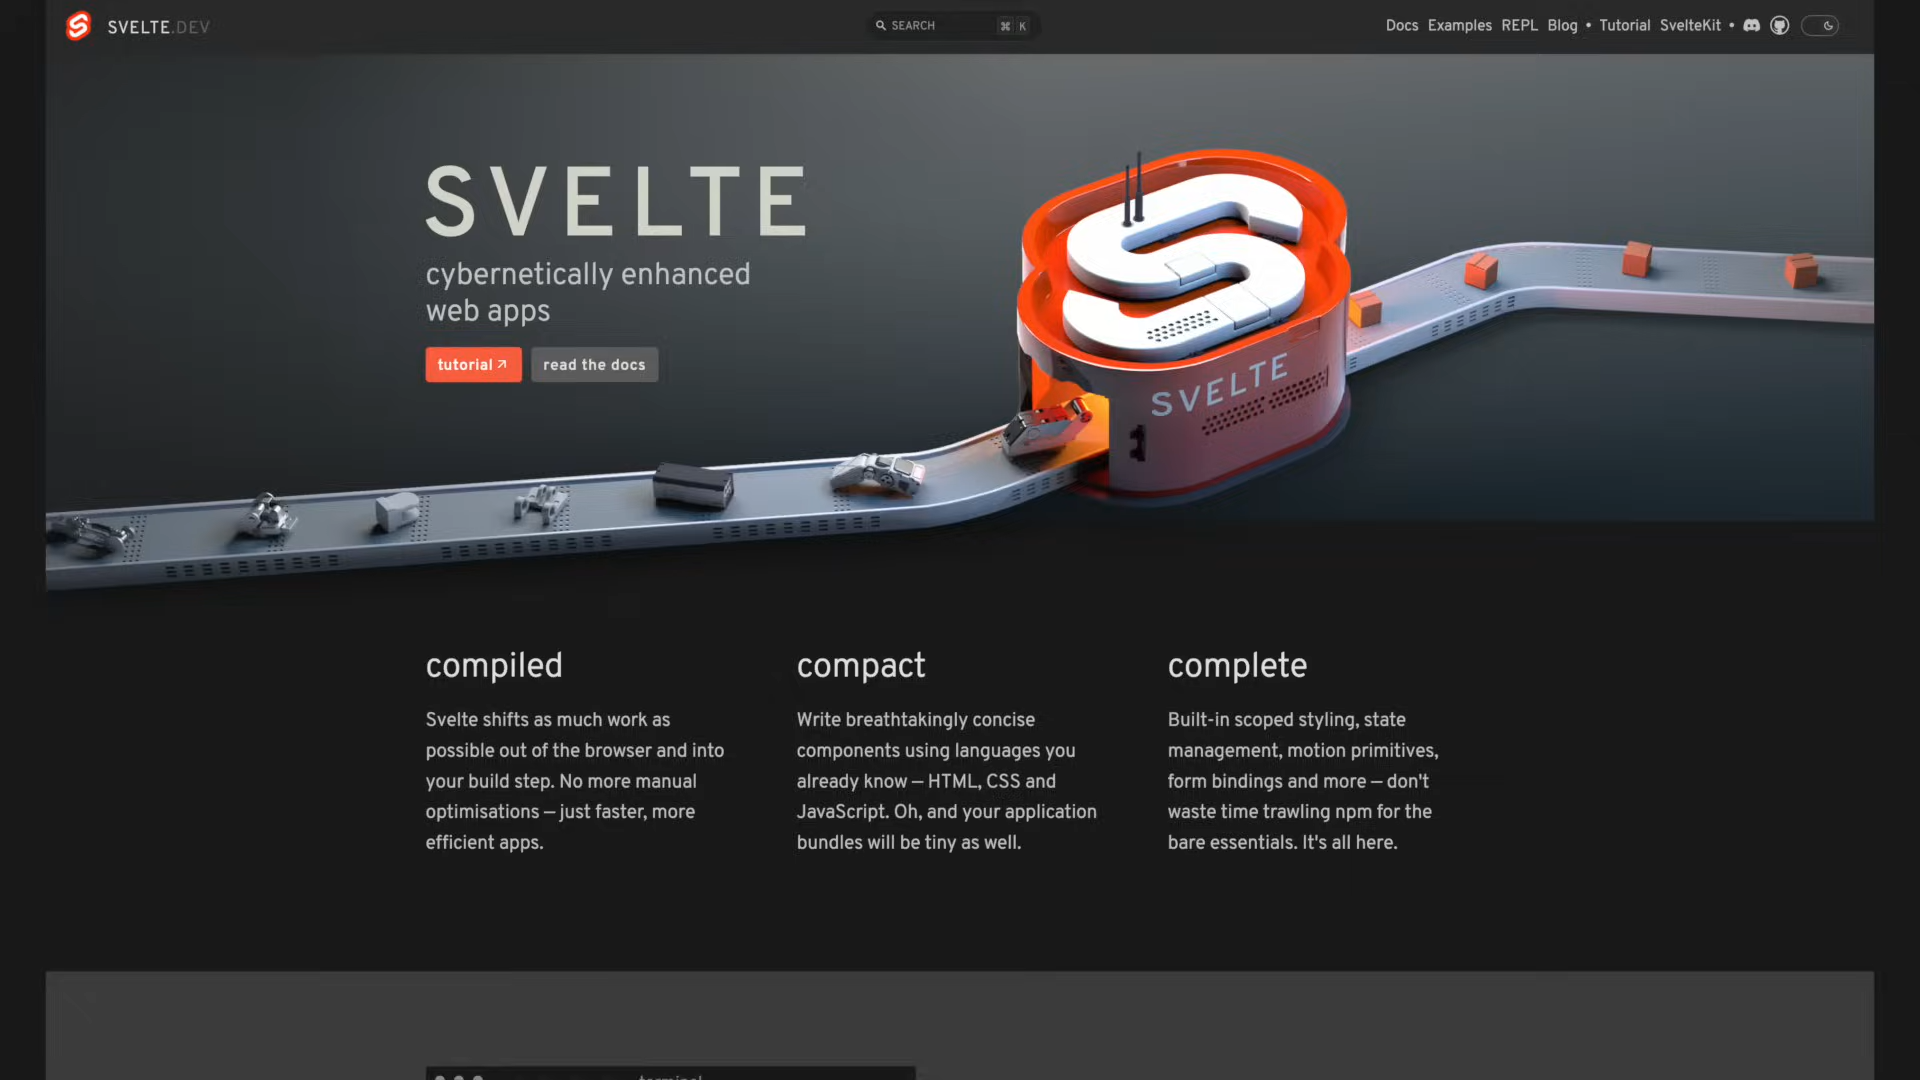 SVELTE.DEV
SEARCH
⌘ K
Docs Examples REPL Blog • Tutorial SvelteKit •
SVELTE
cybernetically enhanced
web apps
tutorial
read the docs
SVELTE
compiled
Svelte shifts as much work as
possible out of the browser and into
your build step. No more manual
optimisations – just faster, more
efficient apps.
compact
Write breathtakingly concise
components using languages you
already know – HTML, CSS and
JavaScript. Oh, and your application
bundles will be tiny as well.
complete
Built-in scoped styling, state
management, motion primitives,
form bindings and more – don't
waste time trawling npm for the
bare essentials. It's all here.